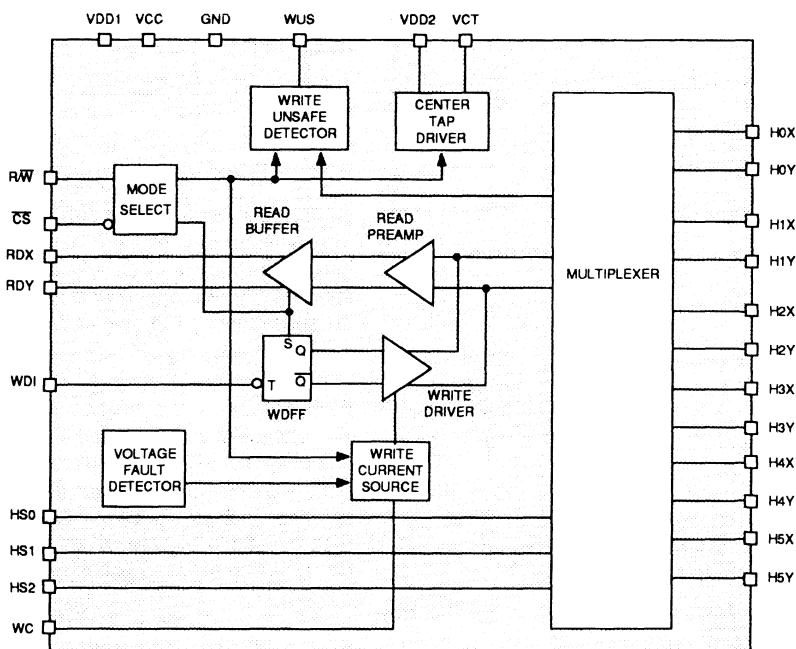 VDD1 VCC GND WUS VDD2 VCT
WRITE
UNSAFE
DETECTOR
CENTER
TAP
DRIVER
H0X
H0Y
R/W̅
MODE
SELECT
C̅S̅
READ
BUFFER
READ
PREAMP
H1X
RDX
H1Y
RDY
MULTIPLEXER
H2X
S
Q
H2Y
WDI
T
Q̅
WDFF
WRITE
DRIVER
H3X
H3Y
VOLTAGE
FAULT
DETECTOR
WRITE
CURRENT
SOURCE
H4X
H4Y
HS0
H5X
HS1
H5Y
HS2
WC